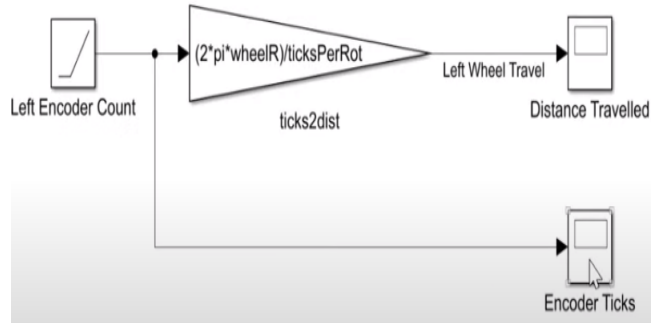 (2*pi*wheelR)/ticksPerRot
Left Wheel Travel
Left Encoder Count
Distance Travelled
ticks2dist
Encoder Ticks